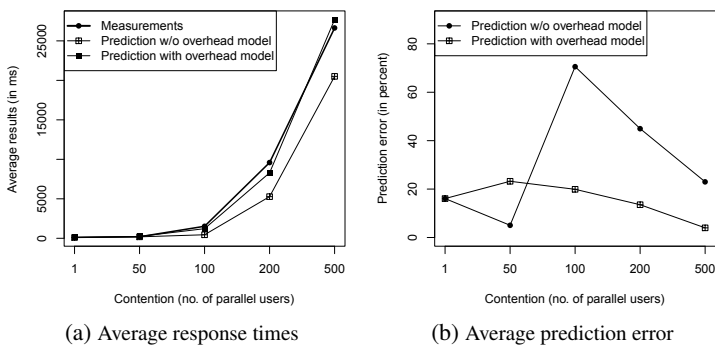 Measurements
Prediction w/o overhead model
Prediction with overhead model
Average results (in ms)
25000
15000
5000
0
1 50 100 200 500
Contention (no. of parallel users)
(a) Average response times
Prediction w/o overhead model
Prediction with overhead model
Prediction error (in percent)
80
60
40
20
0
1 50 100 200 500
Contention (no. of parallel users)
(b) Average prediction error